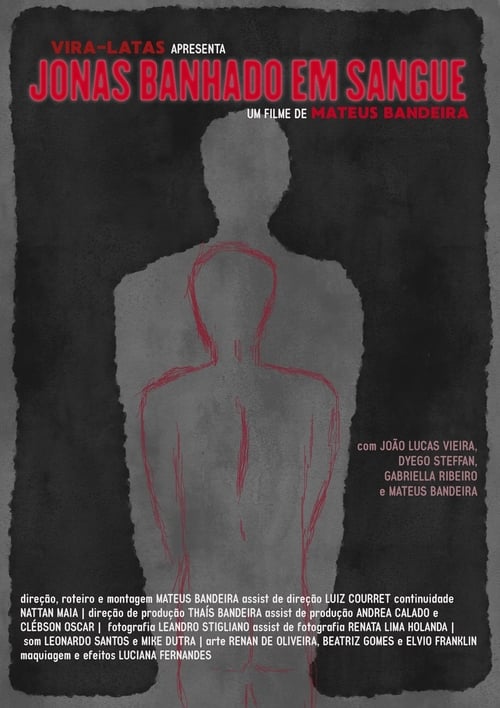 VIRA-LATAS APRESENTA
JONAS BANHADO EM SANGUE
UM FILME DE MATEUS BANDEIRA
com JOÃO LUCAS VIEIRA,
DYEGO STEFFAN,
GABRIELLA RIBEIRO
e MATEUS BANDEIRA
direção, roteiro e montagem MATEUS BANDEIRA assist de direção LUIZ COURRET continuidade
NATTAN MAIA | direção de produção THAÍS BANDEIRA assist de produção ANDREA CALADO e
CLÉBSON OSCAR | fotografia LEANDRO STIGLIANO assist de fotografia RENATA LIMA HOLANDA |
som LEONARDO SANTOS e MIKE DUTRA | arte RENAN DE OLIVEIRA, BEATRIZ GOMES e ELVIO FRANKLIN
maquiagem e efeitos LUCIANA FERNANDES